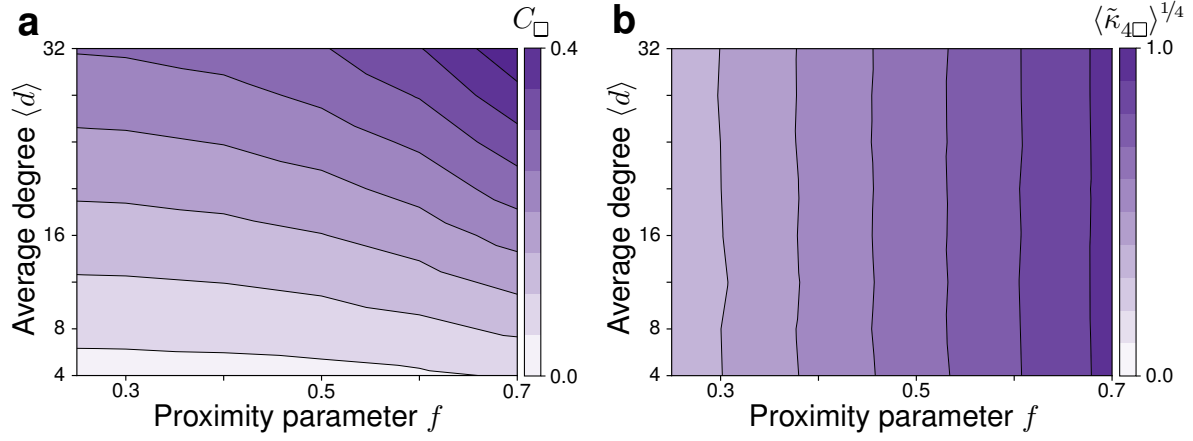 a
C□
32
0.4
Average degree ⟨d⟩
16
8
4
0.0
0.3
0.5
0.7
Proximity parameter f
b
⟨κ̃4□⟩1/4
32
1.0
Average degree ⟨d⟩
16
8
4
0.0
0.3
0.5
0.7
Proximity parameter f